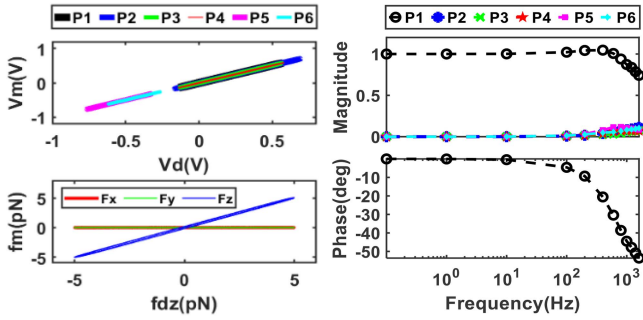 P1 P2 P3 P4 P5 P6
Vm(V)
1
0
-1
-1 -0.5 0 0.5 1
Vd(V)
Fx Fy Fz
fm(pN)
5
0
-5
-5 0 5
fdz(pN)
P1 P2 P3 P4 P5 P6
Magnitude
1
0.5
0
Phase(deg)
-10
-20
-30
-40
-50
10^0 10^1 10^2 10^3
Frequency(Hz)